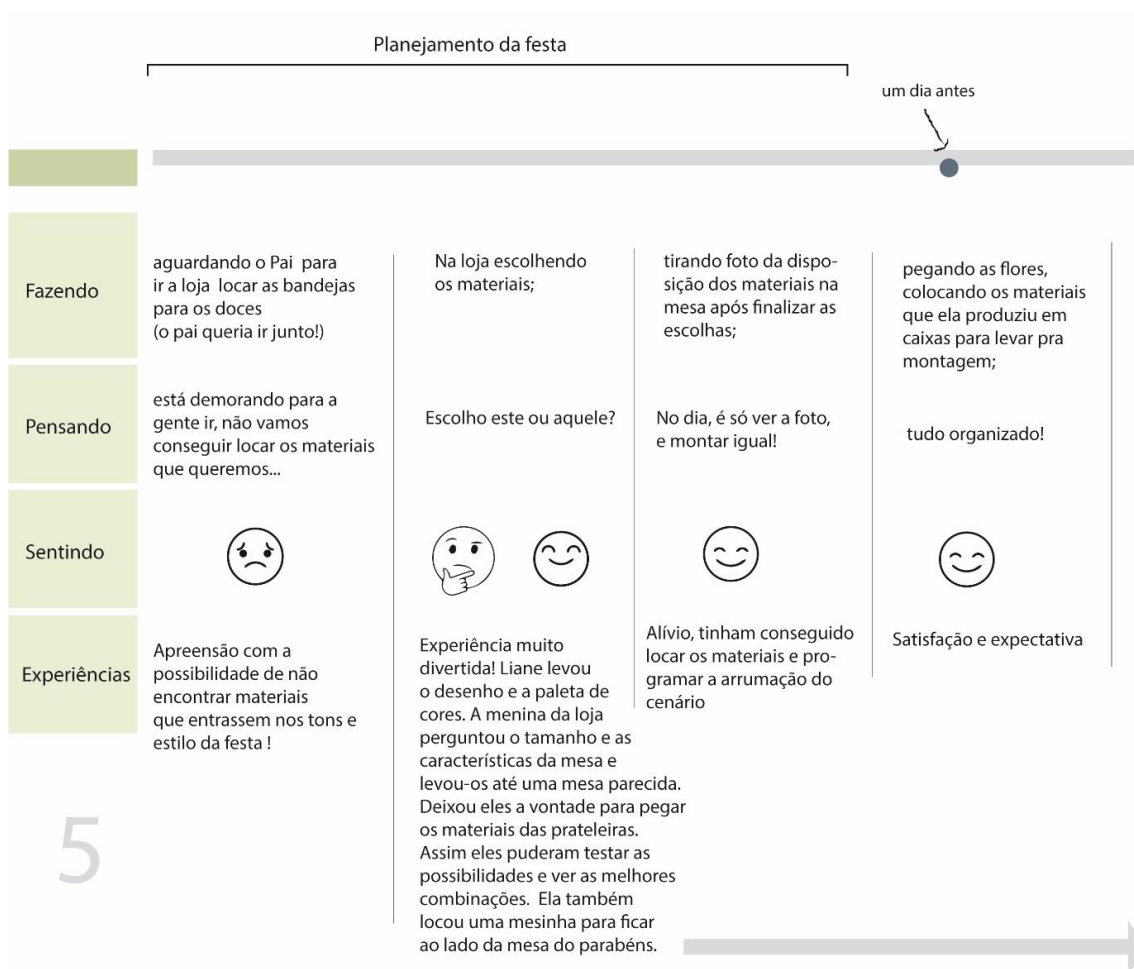 Planejamento da festa
um dia antes
Fazendo
aguardando o Pai para
ir a loja locar as bandejas
para os doces
(o pai queria ir junto!)
Na loja escolhendo
os materiais;
tirando foto da dispo-
sição dos materiais na
mesa após finalizar as
escolhas;
pegando as flores,
colocando os materiais
que ela produziu em
caixas para levar pra
montagem;
Pensando
está demorando para a
gente ir, não vamos
conseguir locar os materiais
que queremos...
Escolho este ou aquele?
No dia, é só ver a foto,
e montar igual!
tudo organizado!
Sentindo
Experiências
Apreensão com a
possibilidade de não
encontrar materiais
que entrassem nos tons e
estilo da festa !
Experiência muito
divertida! Liane levou
o desenho e a paleta de
cores. A menina da loja
perguntou o tamanho e as
características da mesa e
levou-os até uma mesa parecida.
Deixou eles a vontade para pegar
os materiais das prateleiras.
Assim eles puderam testar as
possibilidades e ver as melhores
combinações. Ela também
locou uma mesinha para ficar
ao lado da mesa do parabéns.
Alívio, tinham conseguido
locar os materiais e pro-
gramar a arrumação do
cenário
Satisfação e expectativa
5